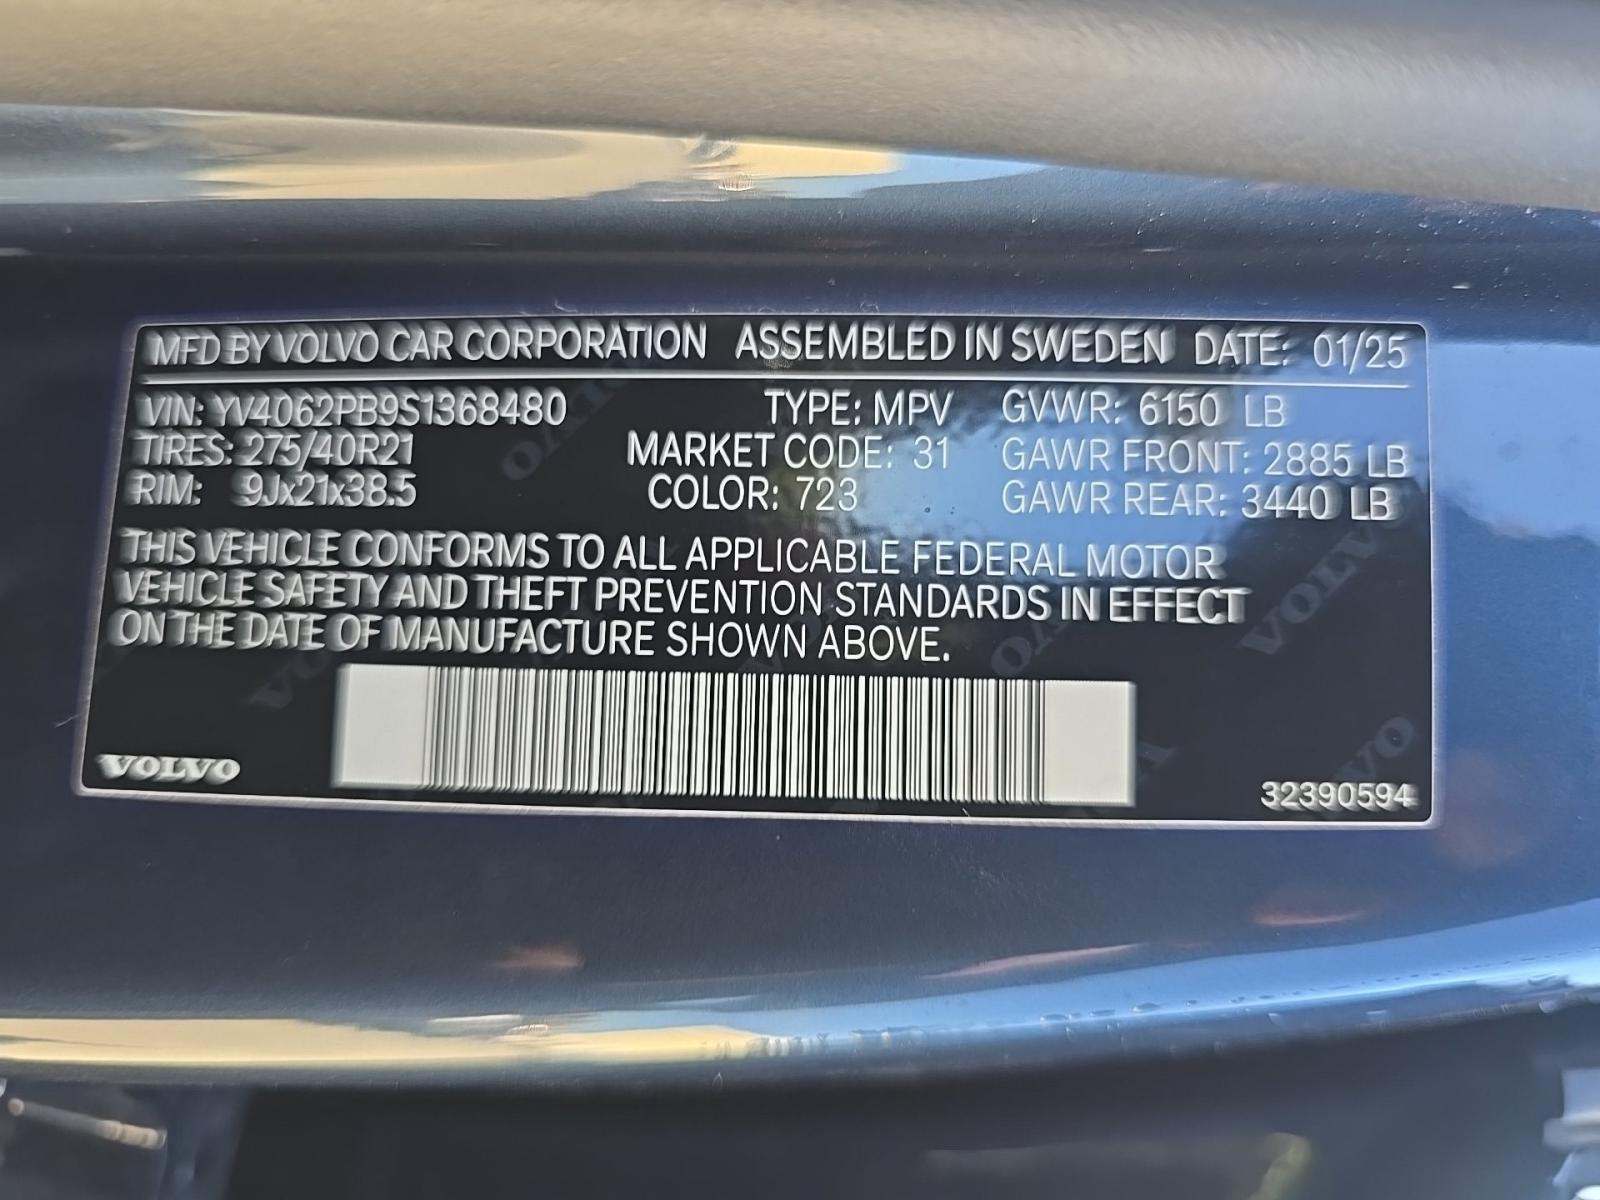 MFD BY VOLVO CAR CORPORATION ASSEMBLED IN SWEDEN DATE: 01/25
VIN: YV4062PB9S1368480 TYPE: MPV GVWR: 6150 LB
TIRES: 275/40R21 MARKET CODE: 31 GAWR FRONT: 2885 LB
RIM: 9Jx21x38.5 COLOR: 723 GAWR REAR: 3440 LB
THIS VEHICLE CONFORMS TO ALL APPLICABLE FEDERAL MOTOR
VEHICLE SAFETY AND THEFT PREVENTION STANDARDS IN EFFECT
ON THE DATE OF MANUFACTURE SHOWN ABOVE.
VOLVO 32390594